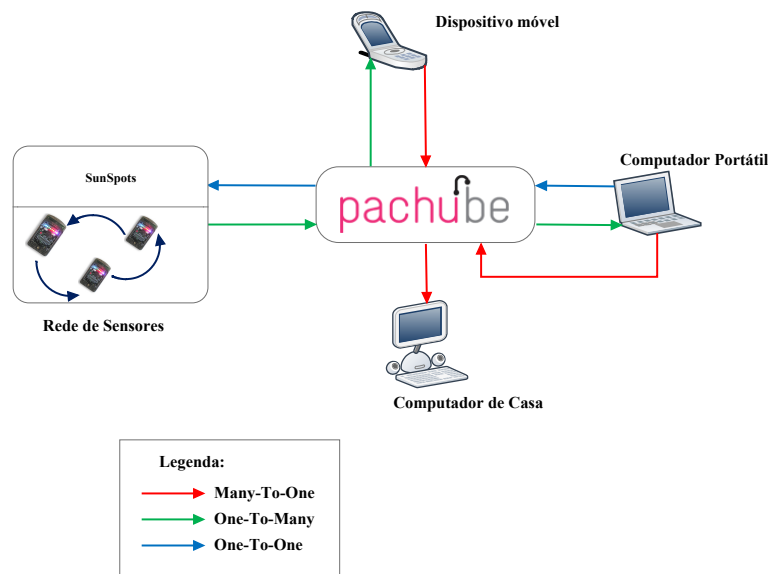 Dispositivo móvel
SunSpots
Computador Portátil
pachube
Rede de Sensores
Computador de Casa
Legenda:
Many-To-One
One-To-Many
One-To-One